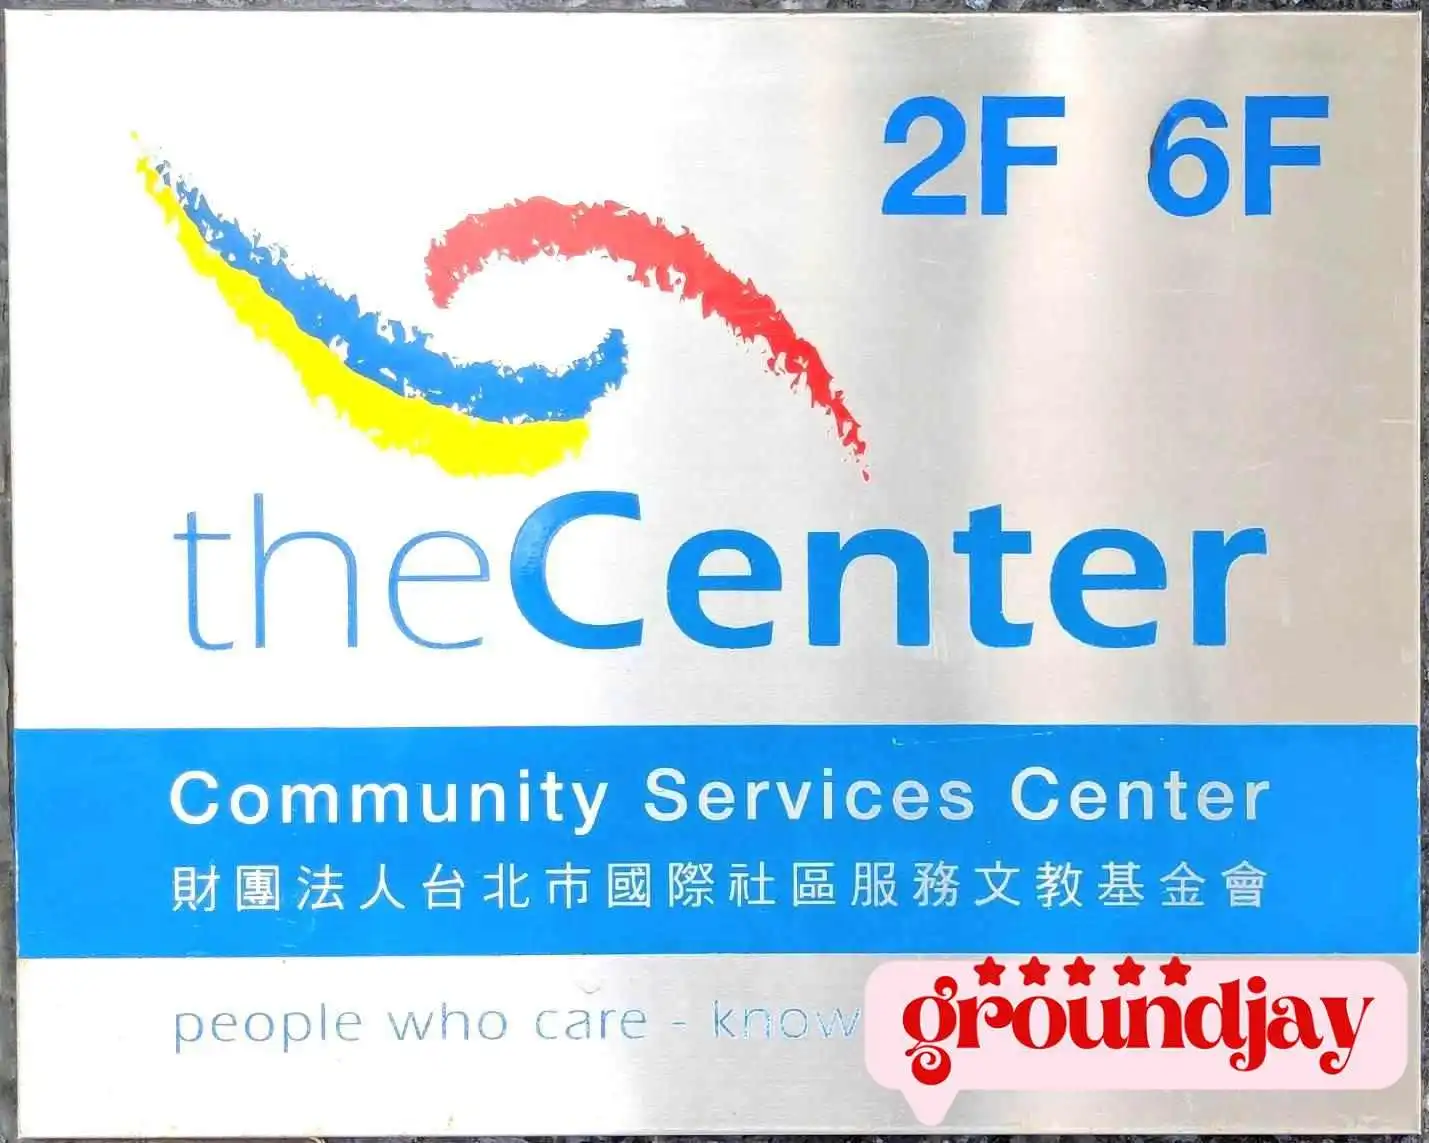 2F 6F
theCenter
Community Services Center
財團法人台北市國際社區服務文教基金會
people who care - know
groundjay